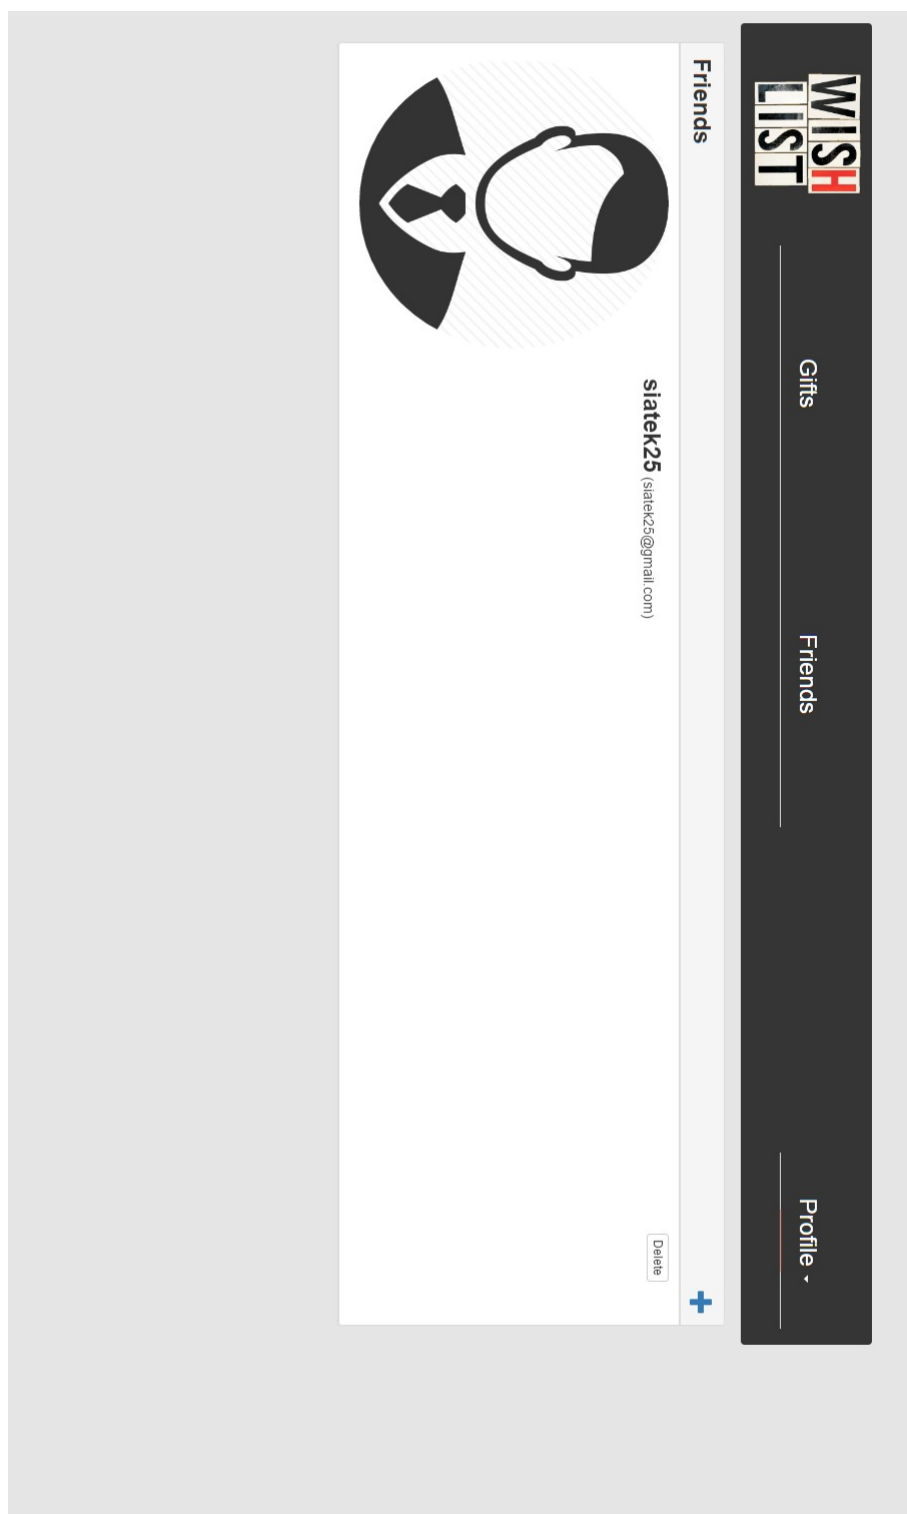 WISH
LIST
Gifts
Friends
Profile
Friends
siatek25 (siatek25@gmail.com)
Delete